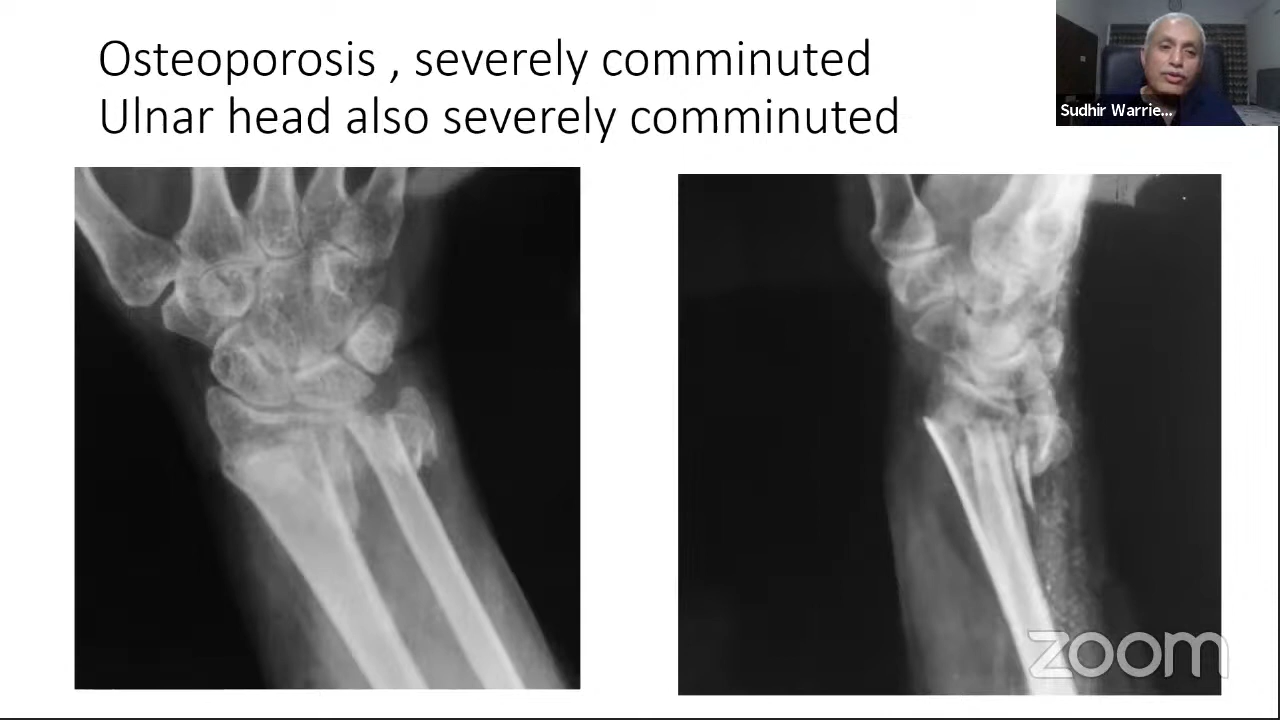 Osteoporosis , severely comminuted
Ulnar head also severely comminuted
Sudhir Warrie...
zoom